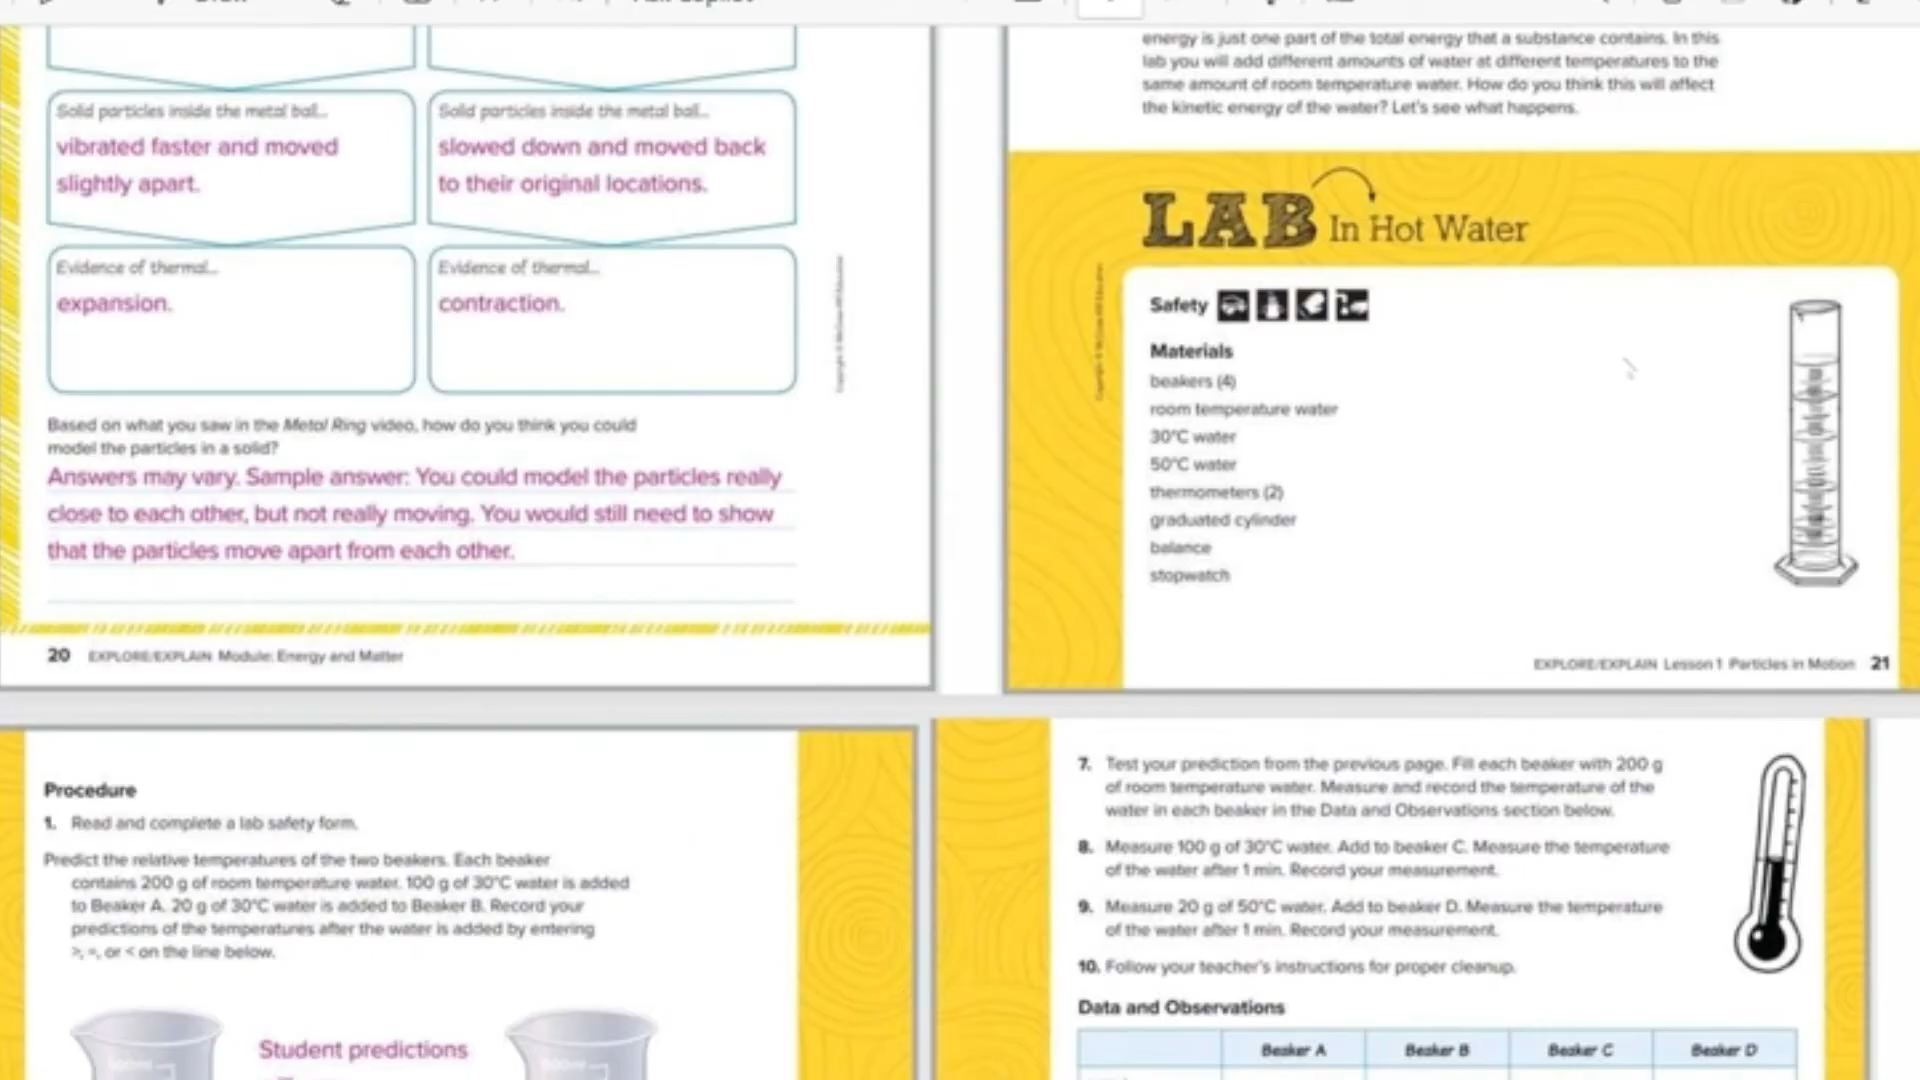 energy is just one part of the total energy that a substance contains. In this
lab you will add different amounts of water at different temperatures to the
same amount of room temperature water. How do you think this will affect
the kinetic energy of the water? Let's see what happens.
Solid particles inside the metal ball...
vibrated faster and moved
slightly apart.
Solid particles inside the metal ball...
slowed down and moved back
to their original locations.
Evidence of thermal...
expansion.
Evidence of thermal...
contraction.
Based on what you saw in the Metal Ring video, how do you think you could
model the particles in a solid?
Answers may vary. Sample answer: You could model the particles really
close to each other, but not really moving. You would still need to show
that the particles move apart from each other.
20 EXPLORE/EXPLAIN Module: Energy and Matter
LAB In Hot Water
Safety
Materials
beakers (4)
room temperature water
30°C water
50°C water
thermometers (2)
graduated cylinder
balance
stopwatch
EXPLORE/EXPLAIN Lesson 1 Particles in Motion 21
Procedure
1. Read and complete a lab safety form.
Predict the relative temperatures of the two beakers. Each beaker
contains 200 g of room temperature water. 100 g of 30°C water is added
to Beaker A. 20 g of 30°C water is added to Beaker B. Record your
predictions of the temperatures after the water is added by entering
>, =, or < on the line below.
Student predictions
7. Test your prediction from the previous page. Fill each beaker with 200 g
of room temperature water. Measure and record the temperature of the
water in each beaker in the Data and Observations section below.
8. Measure 100 g of 30°C water. Add to beaker C. Measure the temperature
of the water after 1 min. Record your measurement.
9. Measure 20 g of 50°C water. Add to beaker D. Measure the temperature
of the water after 1 min. Record your measurement.
10. Follow your teacher's instructions for proper cleanup.
Data and Observations
Beaker A Beaker B Beaker C Beaker D